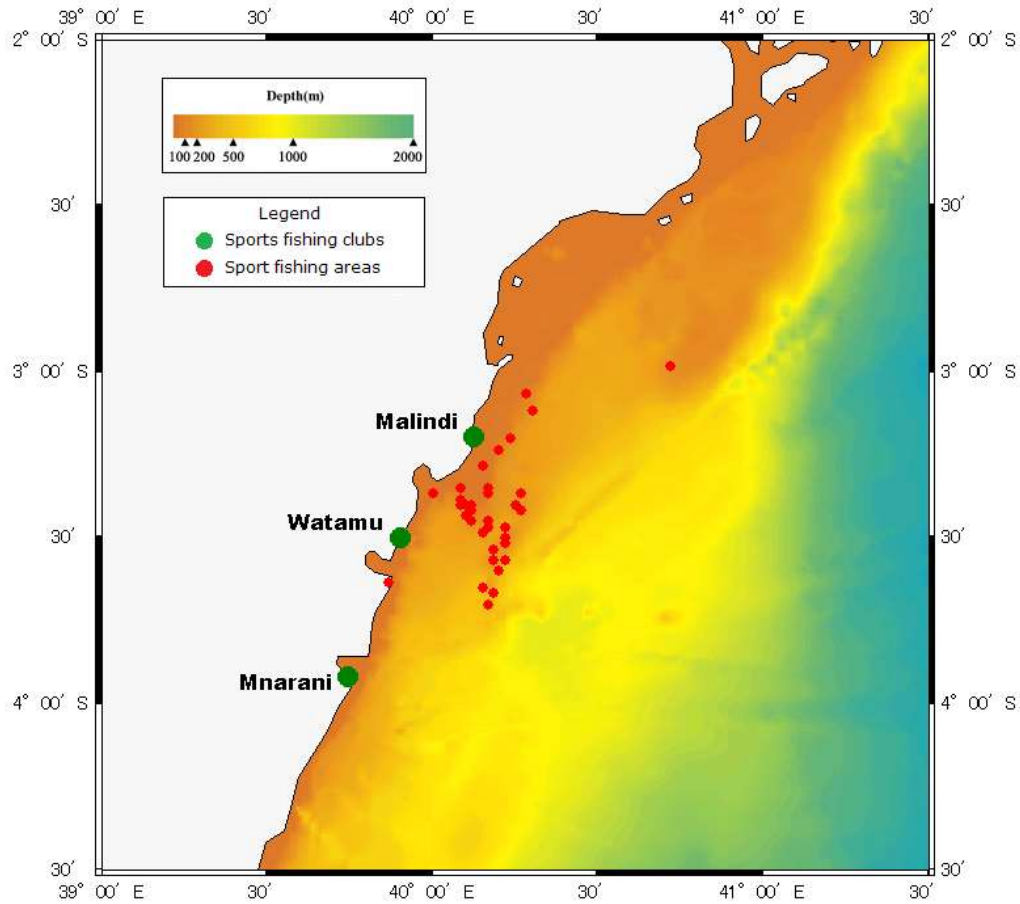 39° 00′ E 30′ 40° 00′ E 30′ 41° 00′ E 30′
2° 00′ S 2° 00′ S
Depth(m)
100 200 500 1000 2000
30′ 30′
Legend
Sports fishing clubs
Sport fishing areas
3° 00′ S 3° 00′ S
Malindi
Watamu
30′ 30′
Mnarani
4° 00′ S 4° 00′ S
30′ 30′
39° 00′ E 30′ 40° 00′ E 30′ 41° 00′ E 30′